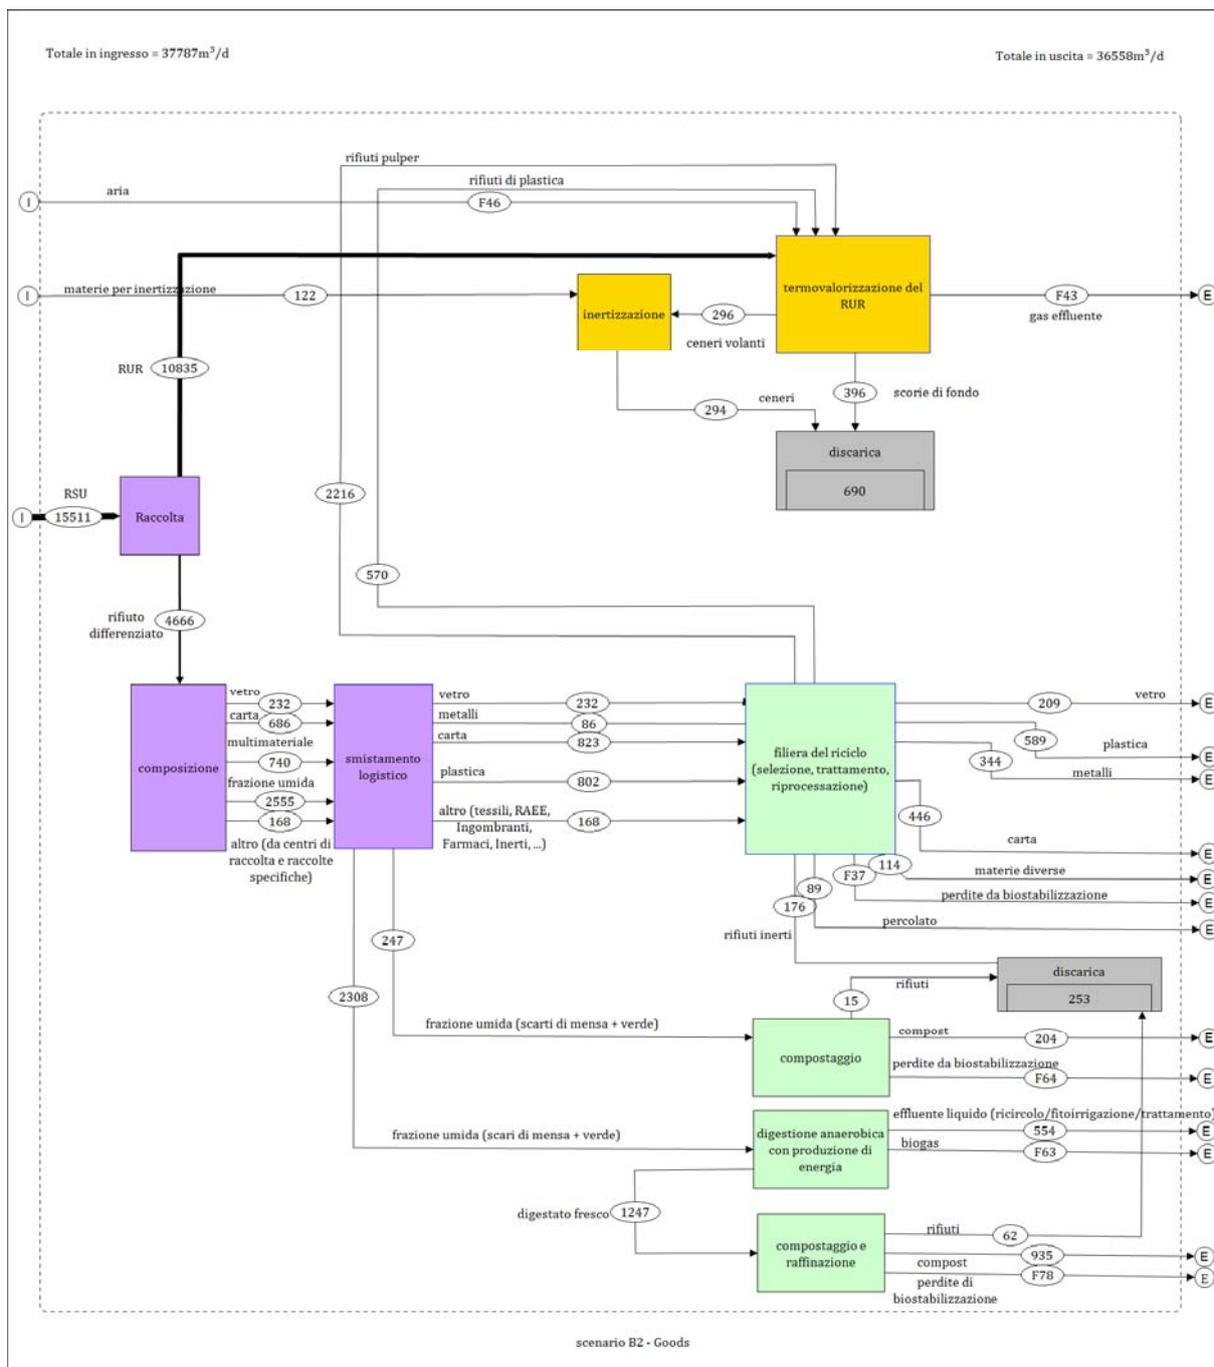 Totale in ingresso = 37787m³/d
Totale in uscita = 36558m³/d
rifiuti pulper
rifiuti di plastica
I
aria
F46
I
materie per inertizzazione
122
inertizzazione
termovalorizzazione del
RUR
296
ceneri volanti
F43
E
gas effluente
RUR
10835
294
ceneri
396
scorie di fondo
discarica
690
2216
I
RSU
15511
Raccolta
570
rifiuto
differenziato
4666
composizione
vetro
232
carta
686
multimateriale
740
frazione umida
2555
168
altro (da centri di
raccolta e raccolte
specifiche)
smistamento
logistico
vetro
232
metalli
86
carta
823
plastica
802
altro (tessili, RAEE,
Ingombranti,
Farmaci, Inerti, ...)
168
filiera del riciclo
(selezione, trattamento,
riprocessazione)
209
vetro
E
589
plastica
E
344
metalli
E
446
carta
E
114
materie diverse
E
F37
perdite da biostabilizzazione
E
89
percolato
E
176
rifiuti inerti
247
2308
discarica
253
15
rifiuti
frazione umida (scarti di mensa + verde)
compostaggio
compost
204
E
perdite da biostabilizzazione
F64
E
frazione umida (scari di mensa + verde)
digestione anaerobica
con produzione di
energia
effluente liquido (ricircolo/fitoirrigazione/trattamento)
554
E
biogas
F63
E
digestato fresco
1247
compostaggio e
raffinazione
rifiuti
62
935
E
compost
F78
E
perdite di
biostabilizzazione
scenario B2 - Goods